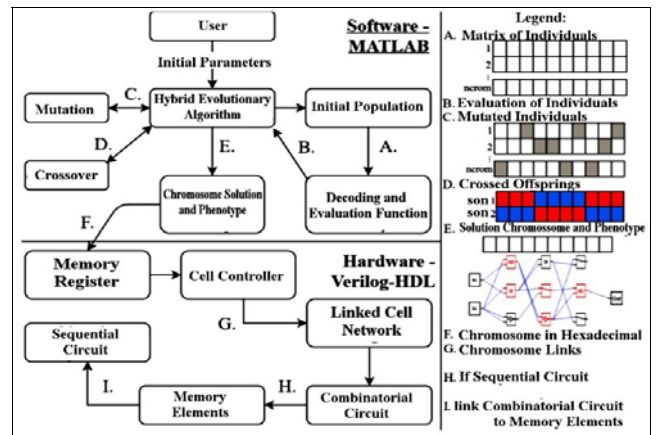 User
Software -
MATLAB
Initial Parameters
Mutation
C.
Hybrid Evolutionary
Algorithm
Initial Population
D.
E.
B.
A.
Crossover
Chromosome Solution
and Phenotype
Decoding and
Evaluation Function
F.
Memory
Register
Cell Controller
Hardware -
Verilog-HDL
G.
Linked Cell
Network
Sequential
Circuit
I.
Memory
Elements
H.
Combinatorial
Circuit
Legend:
A. Matrix of Individuals
1
2
ncrom
B. Evaluation of Individuals
C. Mutated Individuals
1
2
ncrom
D. Crossed Offsprings
son 1
son 2
E. Solution Chromossome and Phenotype
Out
F. Chromosome in Hexadecimal
G. Chromosome Links
H. If Sequential Circuit
I. link Combinatorial Circuit
to Memory Elements